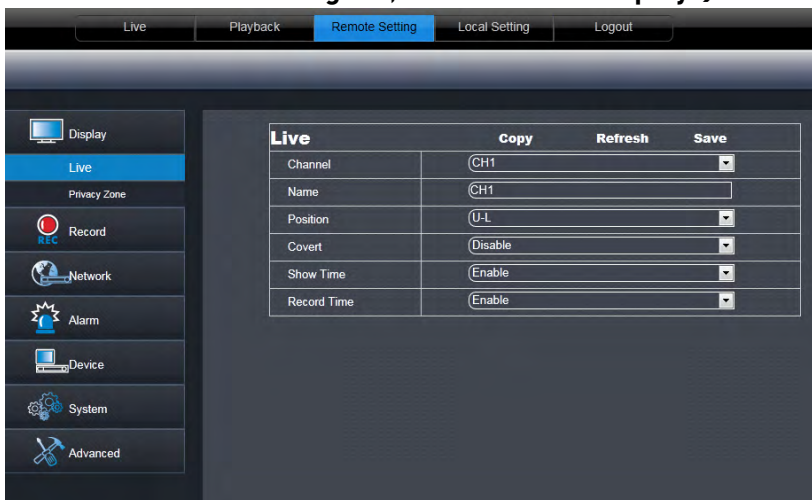 Live Playback Remote Setting Local Setting Logout
Display
Live
Privacy Zone
REC Record
Network
Alarm
Device
System
Advanced
Live Copy Refresh Save
Channel CH1
Name CH1
Position U-L
Covert Disable
Show Time Enable
Record Time Enable